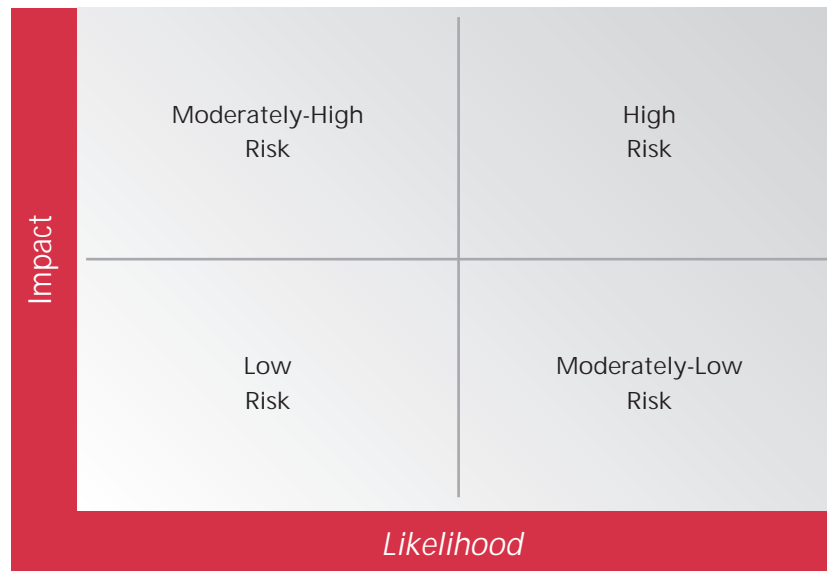 Moderately-High
Risk
High
Risk
Impact
Low
Risk
Moderately-Low
Risk
Likelihood